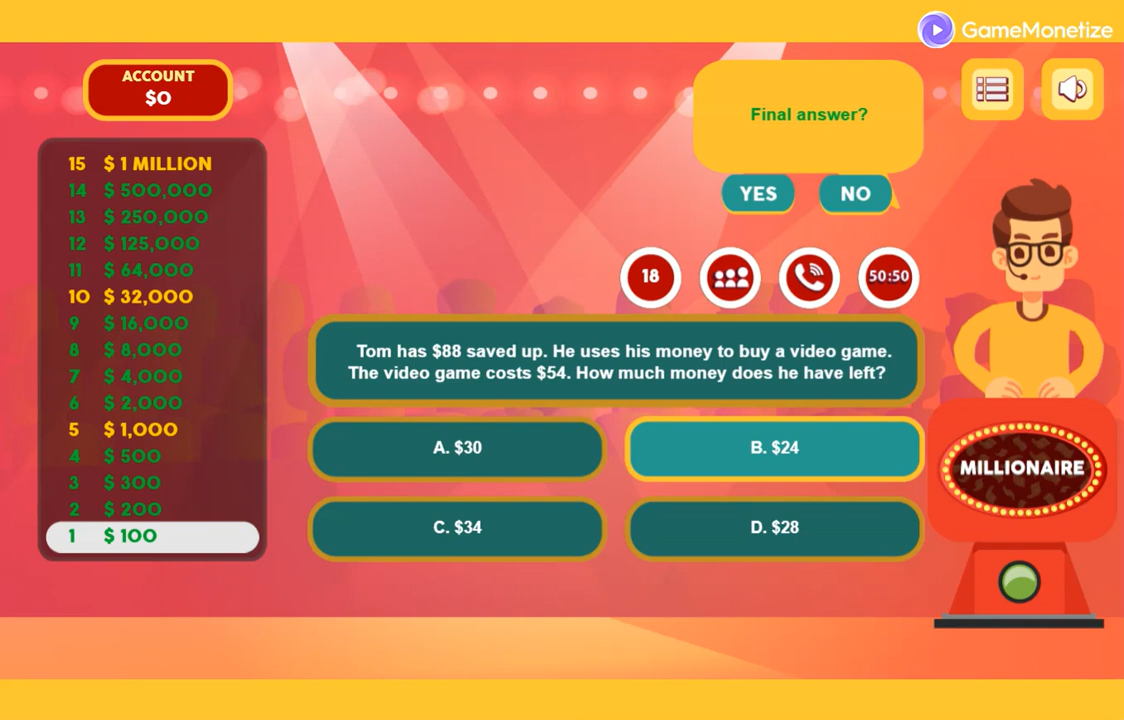 GameMonetize
ACCOUNT
$0
Final answer?
YES
NO
15 $ 1 MILLION
14 $ 500,000
13 $ 250,000
12 $ 125,000
11 $ 64,000
10 $ 32,000
9 $ 16,000
8 $ 8,000
7 $ 4,000
6 $ 2,000
5 $ 1,000
4 $ 500
3 $ 300
2 $ 200
1 $ 100
18
50:50
Tom has $88 saved up. He uses his money to buy a video game.
The video game costs $54. How much money does he have left?
A. $30
B. $24
C. $34
D. $28
MILLIONAIRE